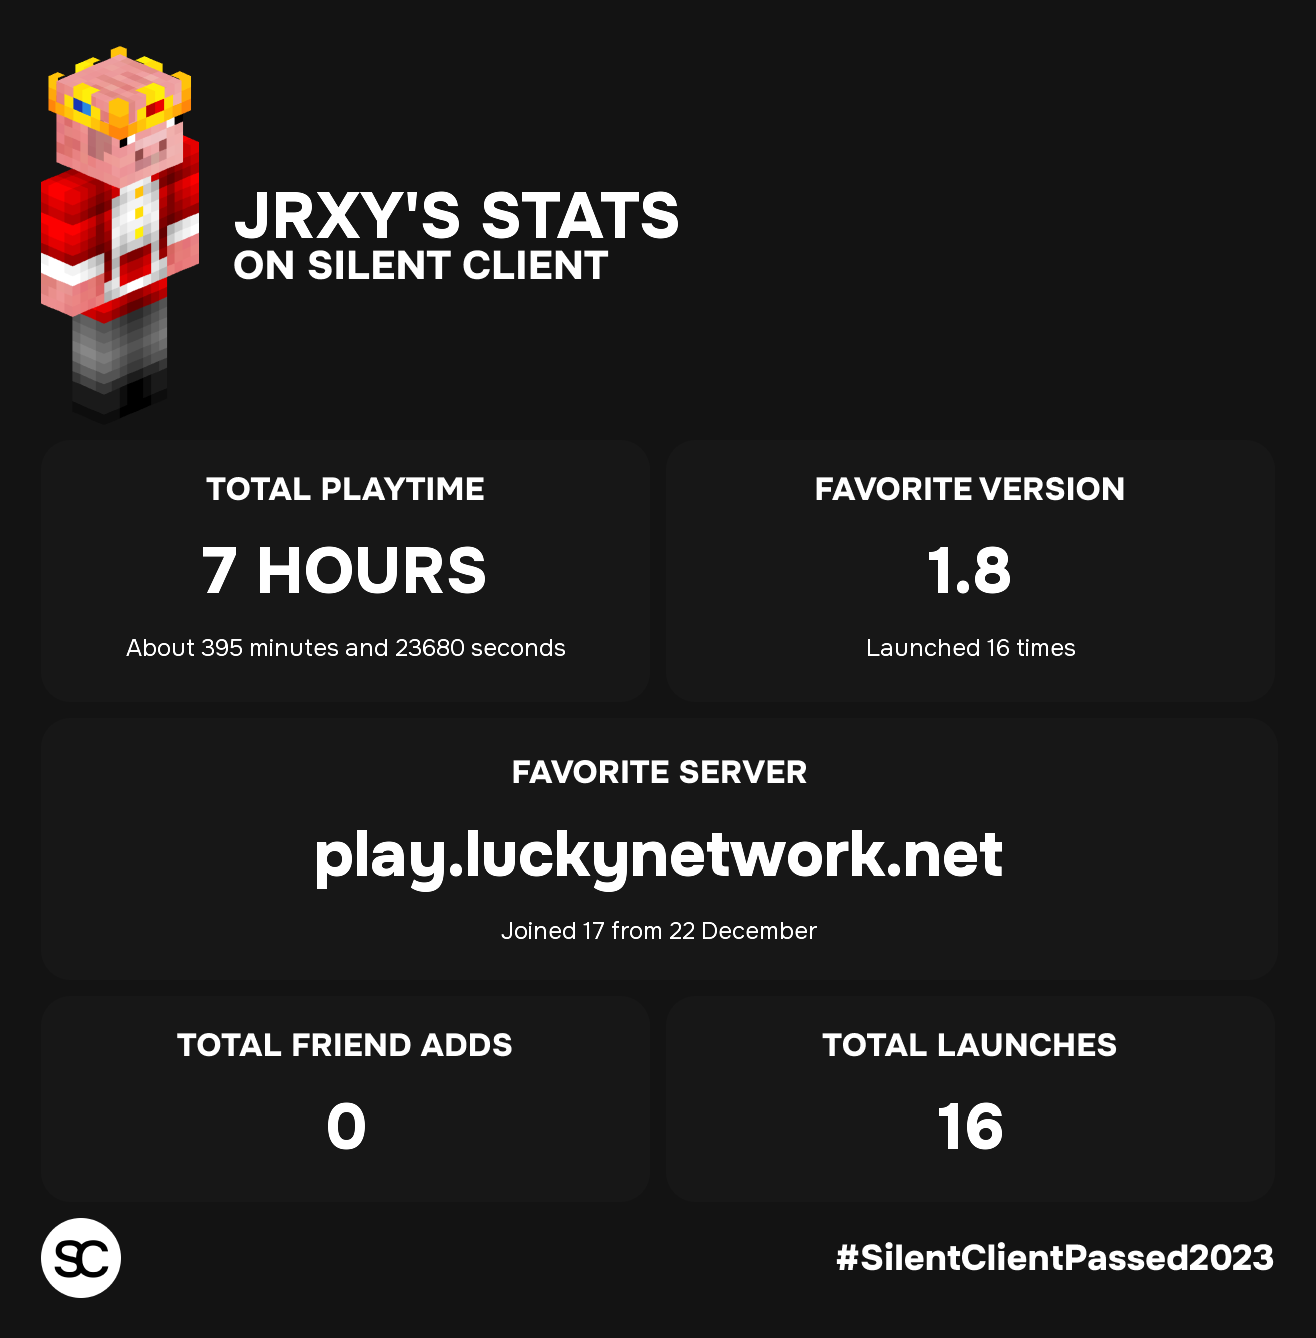 JRXY'S STATS
ON SILENT CLIENT
TOTAL PLAYTIME
7 HOURS
About 395 minutes and 23680 seconds
FAVORITE VERSION
1.8
Launched 16 times
FAVORITE SERVER
play.luckynetwork.net
Joined 17 from 22 December
TOTAL FRIEND ADDS
0
TOTAL LAUNCHES
16
SC
#SilentClientPassed2023